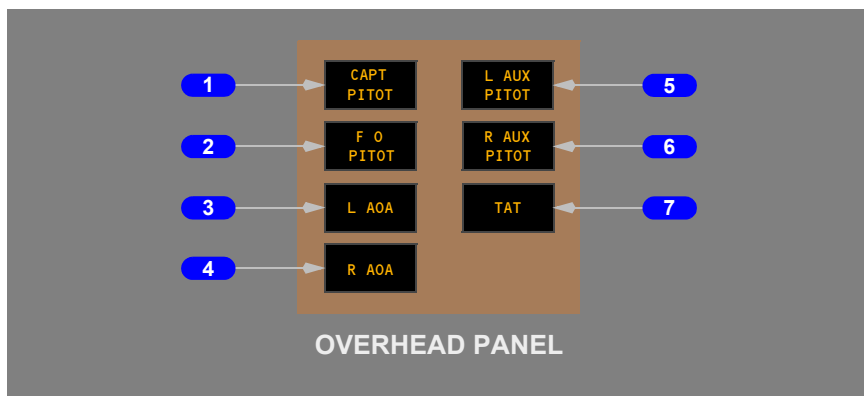 1
CAPT
PITOT
L AUX
PITOT
5
2
F O
PITOT
R AUX
PITOT
6
3
L AOA
TAT
7
4
R AOA
OVERHEAD PANEL